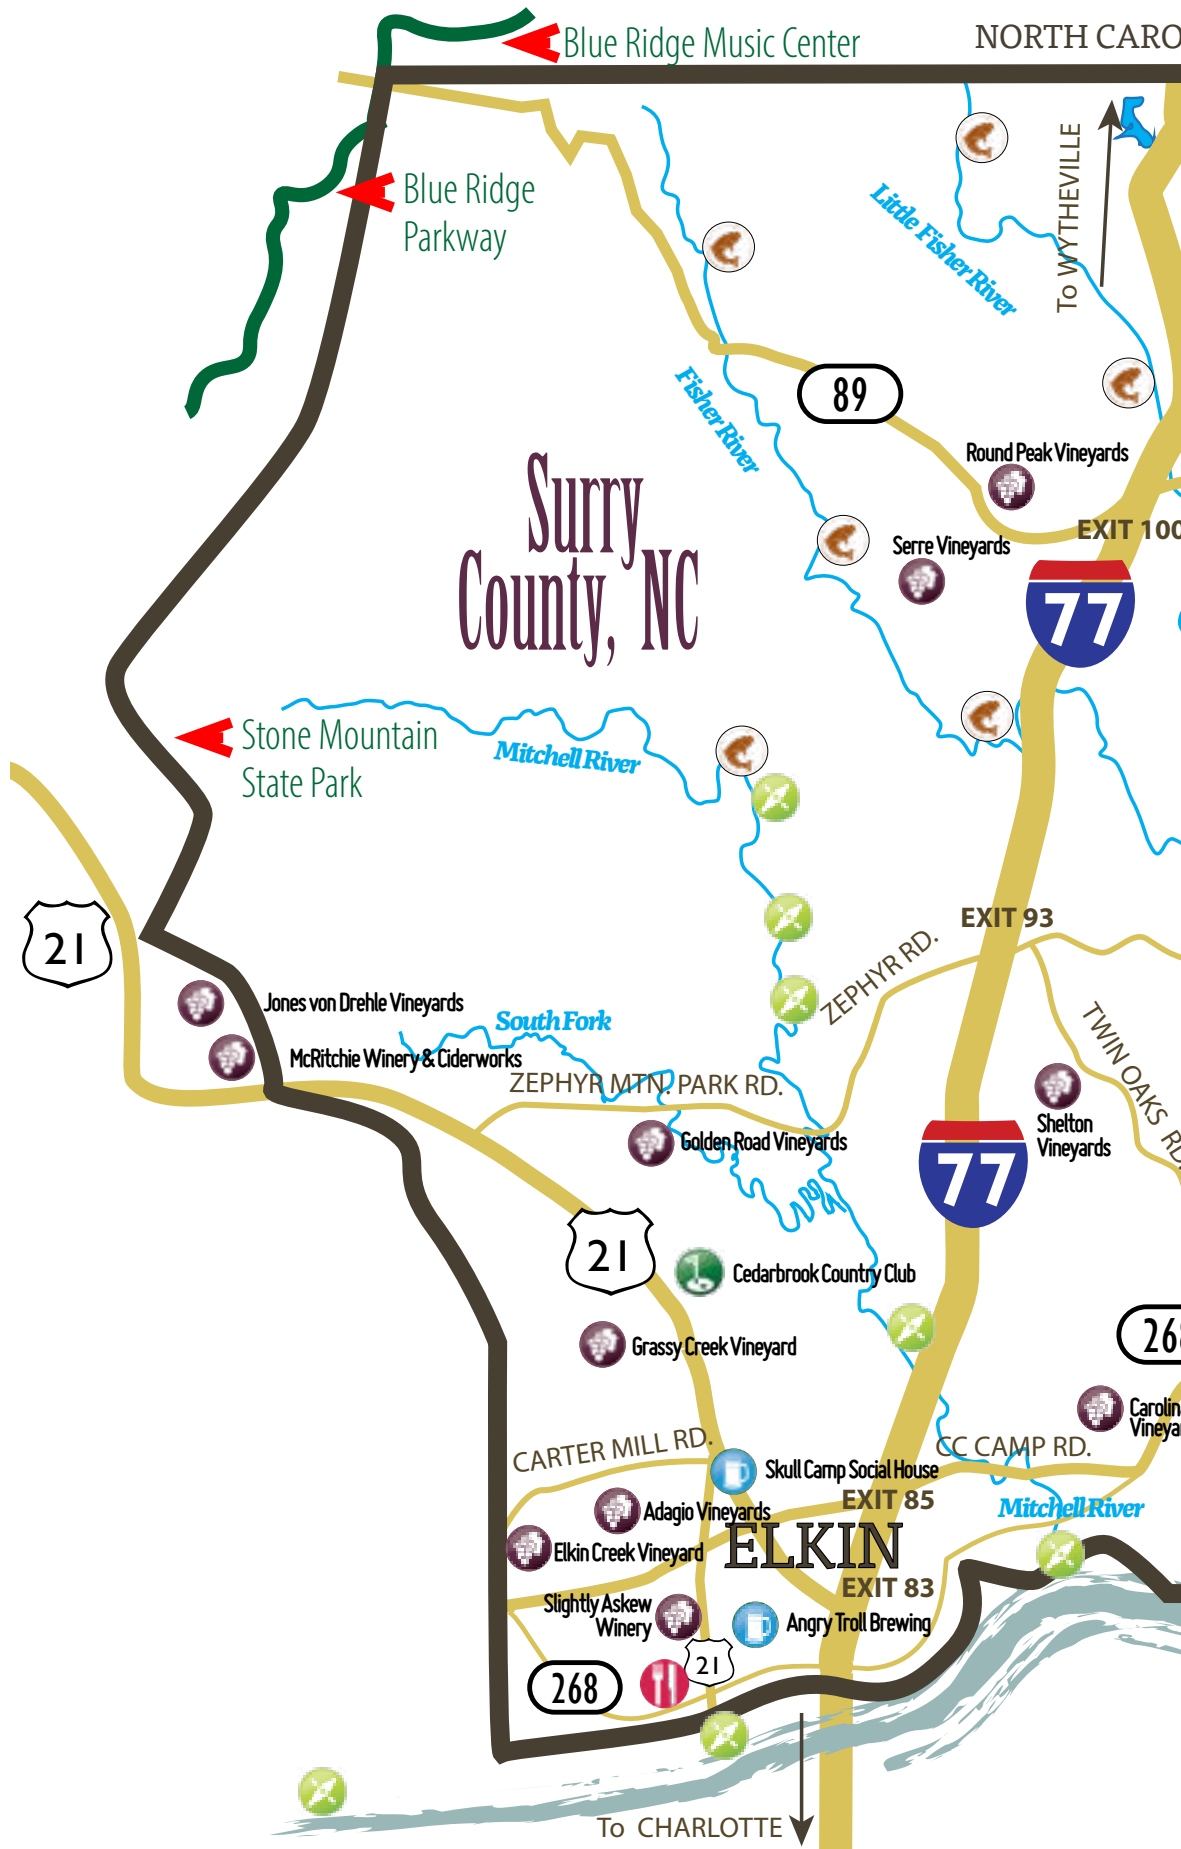 Blue Ridge Music Center
NORTH CARO
Blue Ridge
Parkway
To WYTHEVILLE
Little Fisher River
Fisher River
89
Round Peak Vineyards
EXIT 100
Serre Vineyards
77
Surry
County, NC
Stone Mountain
State Park
Mitchell River
21
EXIT 93
ZEPHYR RD.
TWIN OAKS RD.
Jones von Drehle Vineyards
South Fork
McRitchie Winery & Ciderworks
ZEPHYR MTN. PARK RD.
Golden Road Vineyards
Shelton
Vineyards
77
21
Cedarbrook Country Club
Grassy Creek Vineyard
268
Carolin
Vineya
CARTER MILL RD.
CC CAMP RD.
Skull Camp Social House
EXIT 85
Mitchell River
Adagio Vineyards
ELKIN
Elkin Creek Vineyard
EXIT 83
Slightly Askew
Winery
Angry Troll Brewing
21
268
To CHARLOTTE